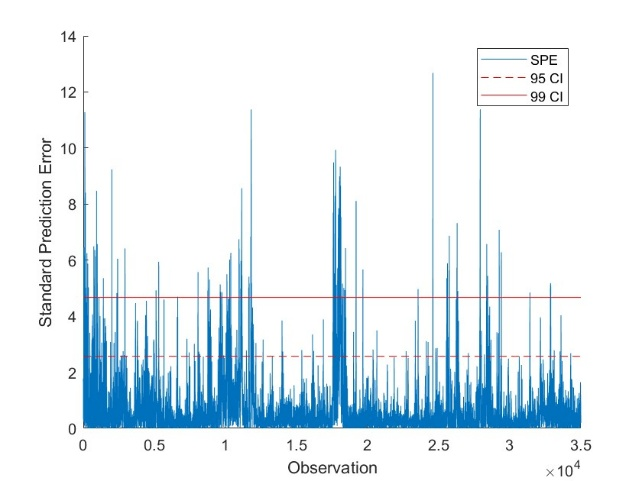 14
12
10
8
6
4
2
0
Standard Prediction Error
SPE
95 CI
99 CI
0 0.5 1 1.5 2 2.5 3 3.5
Observation
×10⁴